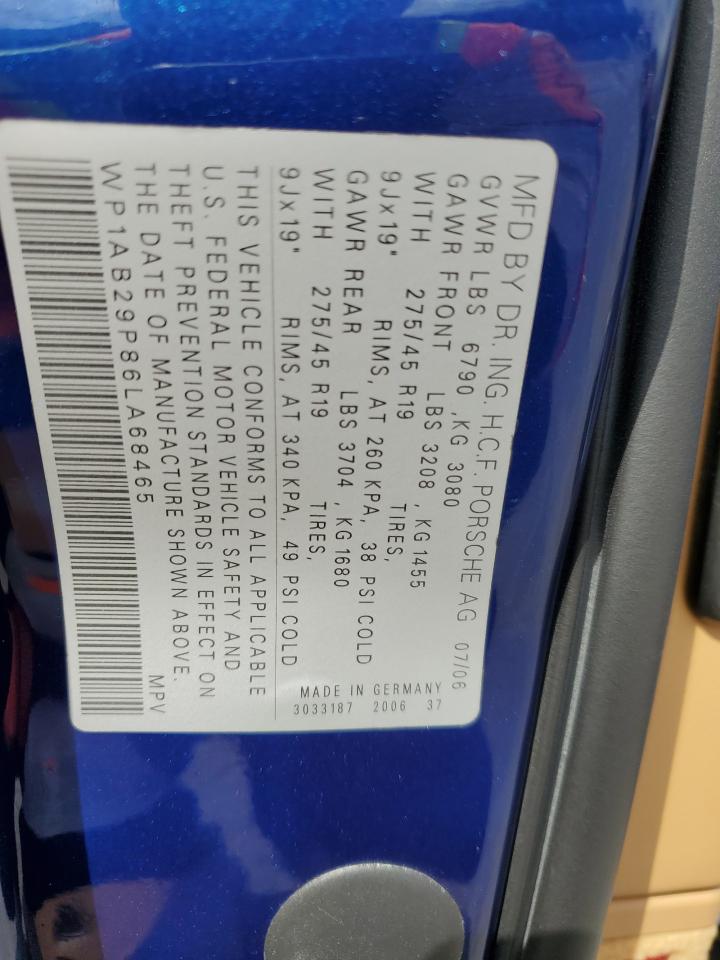 MFD BY DR. ING. H.C.F. PORSCHE AG 07/06
GVWR LBS 6790 ,KG 3080
GAWR FRONT LBS 3208 , KG 1455
WITH 275/45 R19 TIRES,
9Jx19" RIMS, AT 260 KPA, 38 PSI COLD
GAWR REAR LBS 3704 , KG 1680
WITH 275/45 R19 TIRES,
9Jx19" RIMS, AT 340 KPA, 49 PSI COLD
MADE IN GERMANY
3033187 2006 37
THIS VEHICLE CONFORMS TO ALL APPLICABLE
U.S. FEDERAL MOTOR VEHICLE SAFETY AND
THEFT PREVENTION STANDARDS IN EFFECT ON
THE DATE OF MANUFACTURE SHOWN ABOVE.
WP1AB29P86LA68465 MPV